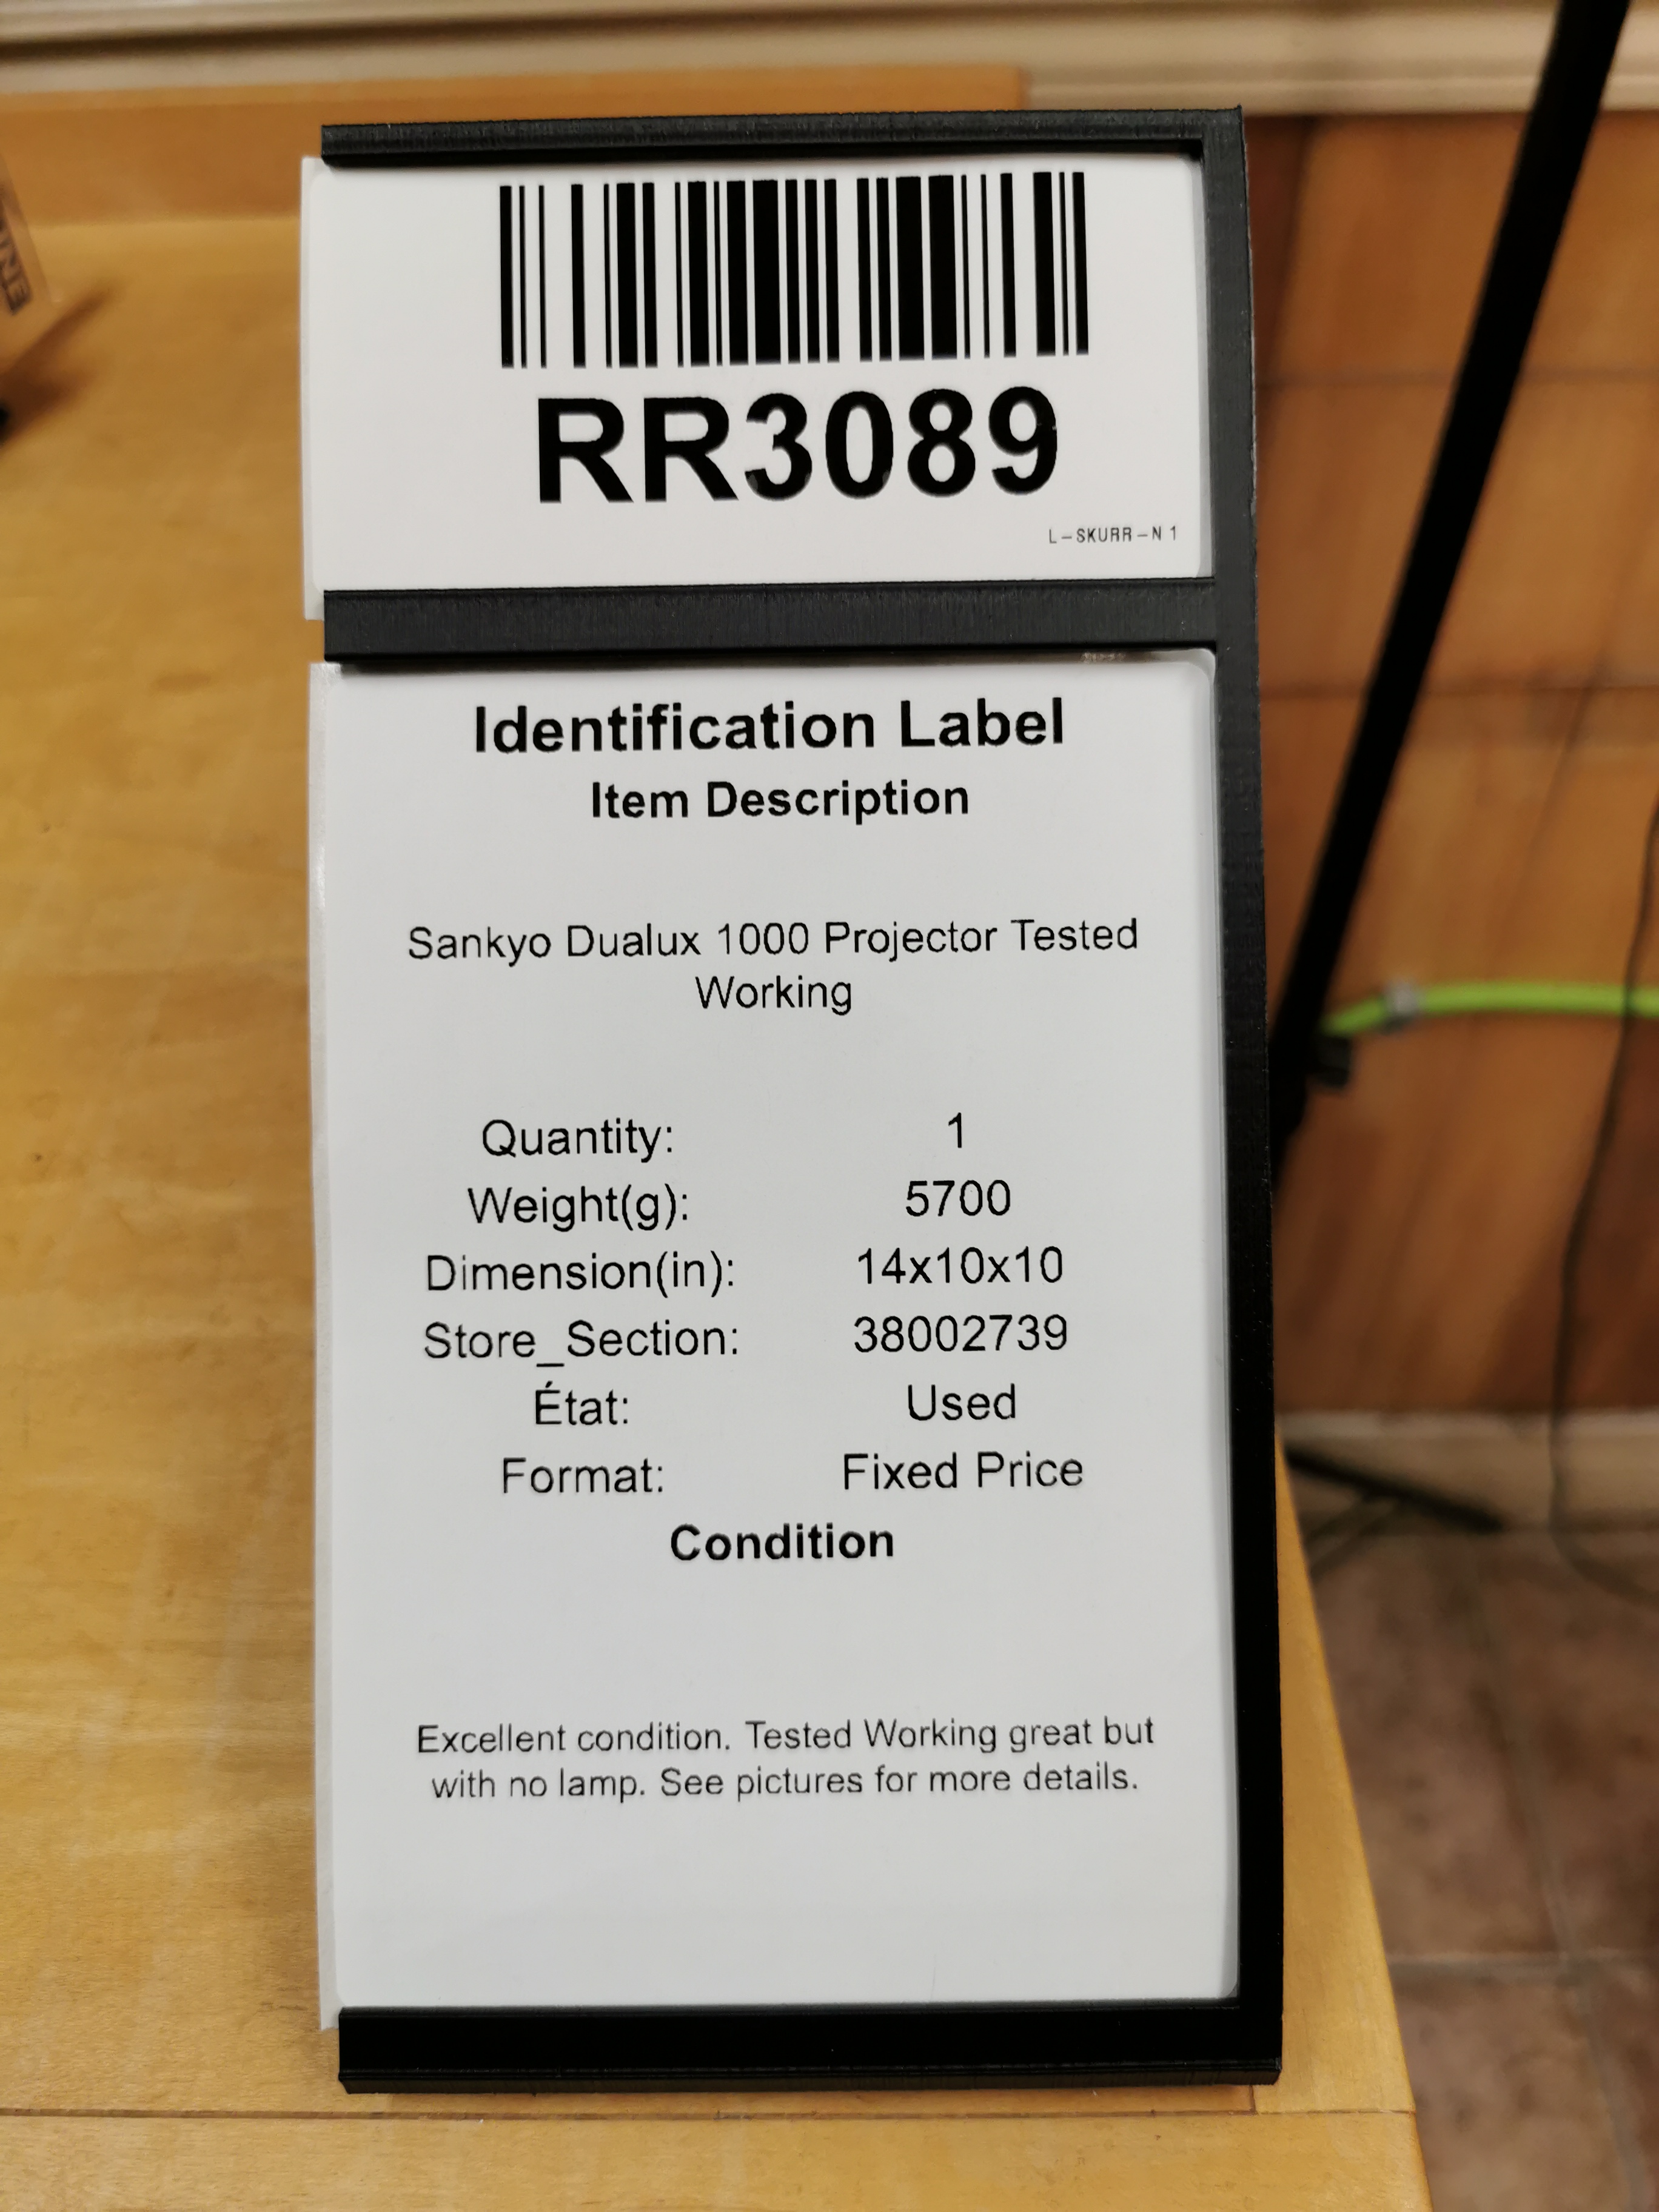 RR3089
L-SKURR-N 1
Identification Label
Item Description
Sankyo Dualux 1000 Projector Tested
Working
Quantity: 1
Weight(g): 5700
Dimension(in): 14x10x10
Store_Section: 38002739
État: Used
Format: Fixed Price
Condition
Excellent condition. Tested Working great but
with no lamp. See pictures for more details.